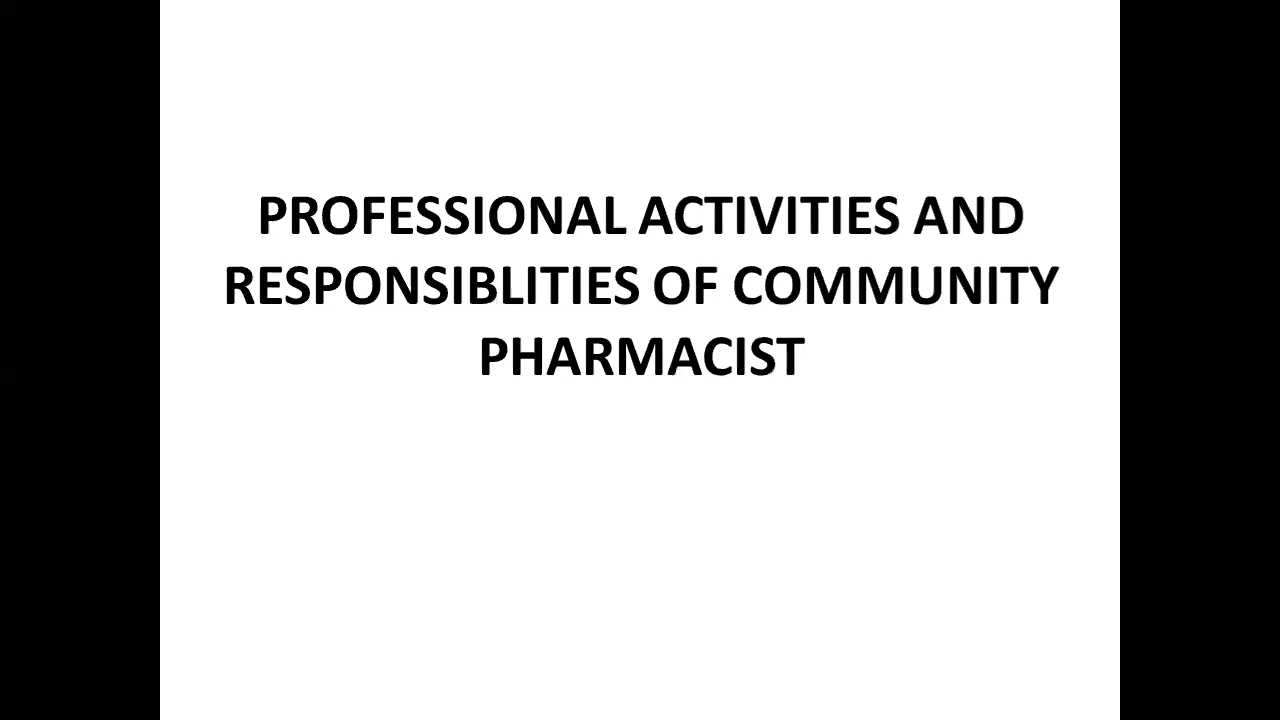 PROFESSIONAL ACTIVITIES AND
RESPONSIBLITIES OF COMMUNITY
PHARMACIST